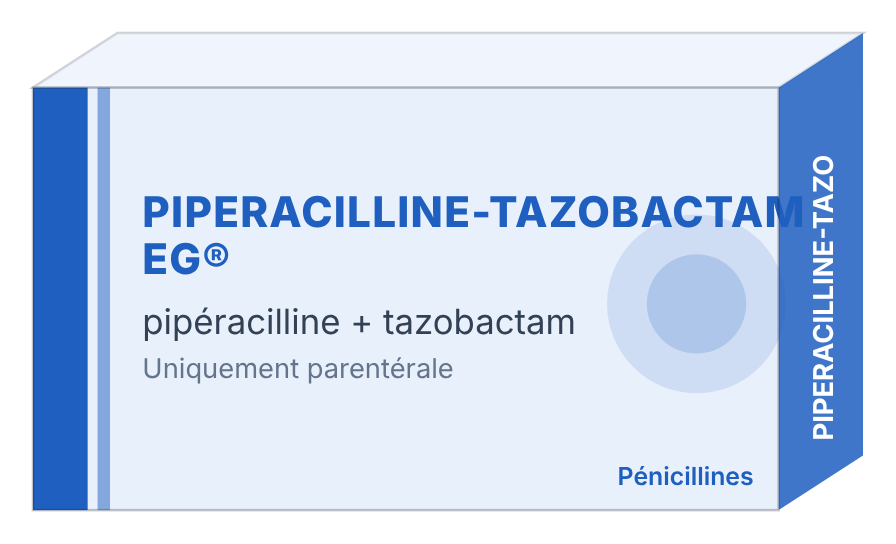 PIPERACILLINE-TAZOBACTAM
EG®
pipéracilline + tazobactam
Uniquement parentérale
Pénicillines
PIPERACILLINE-TAZO